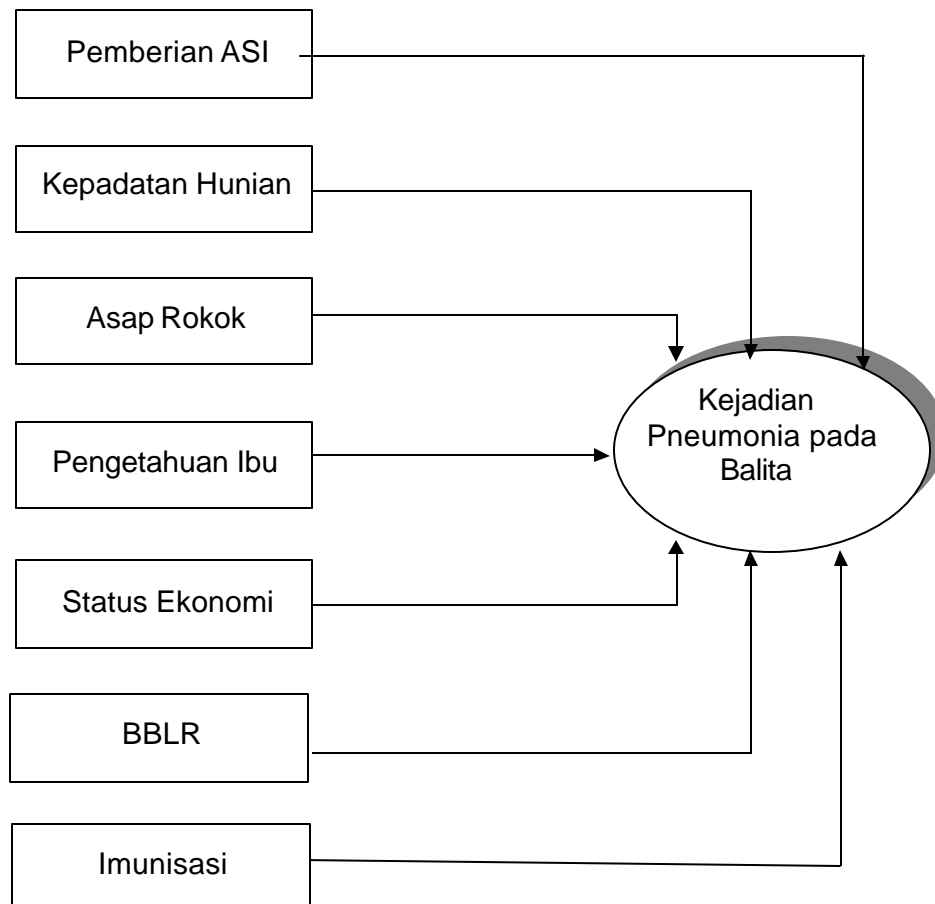 Pemberian ASI
Kepadatan Hunian
Asap Rokok
Pengetahuan Ibu
Status Ekonomi
BBLR
Imunisasi
Kejadian
Pneumonia pada
Balita